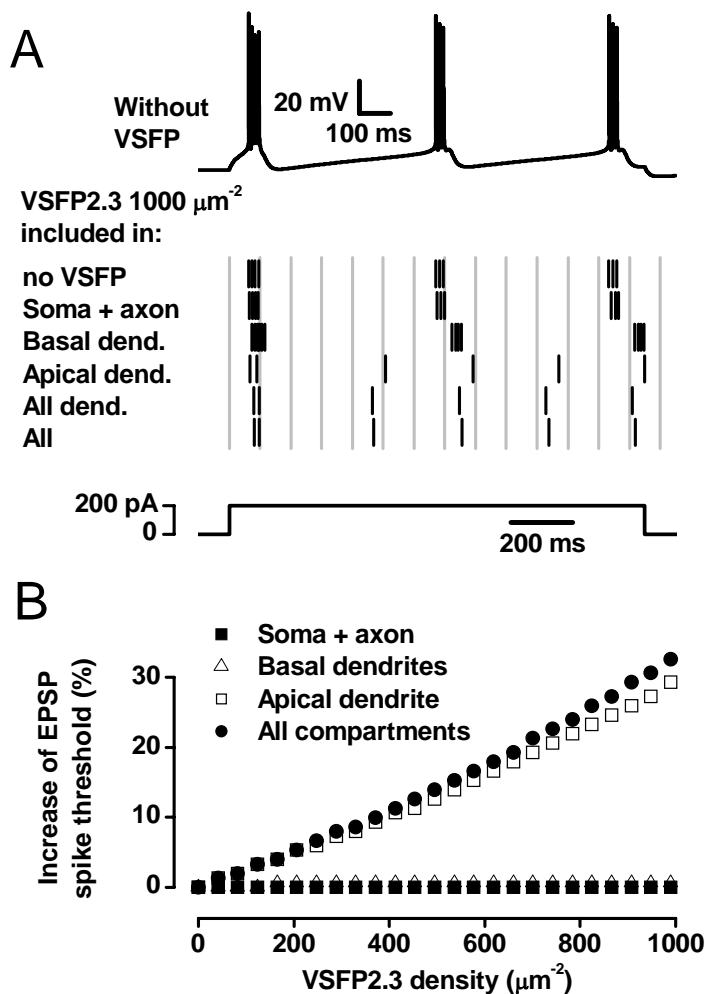 A
Without
VSFP
20 mV
100 ms
VSFP2.3 1000 μm-2
included in:
no VSFP
Soma + axon
Basal dend.
Apical dend.
All dend.
All
200 pA
0
200 ms
B
Soma + axon
Basal dendrites
Apical dendrite
All compartments
Increase of EPSP
spike threshold (%)
30
20
10
0
0 200 400 600 800 1000
VSFP2.3 density (μm-2)